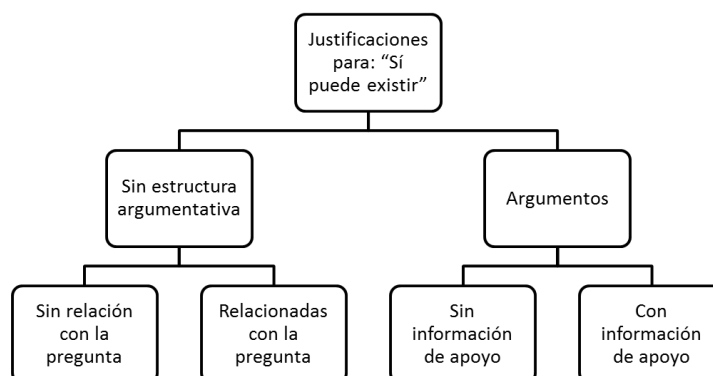 Justificaciones
para: “Sí
puede existir”
Sin estructura
argumentativa
Argumentos
Sin relación
con la
pregunta
Relacionadas
con la
pregunta
Sin
información
de apoyo
Con
información
de apoyo